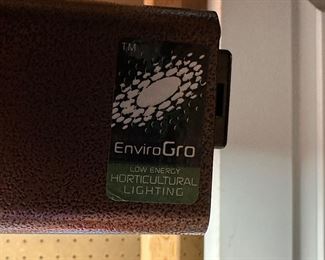 TM
EnviroGro
LOW ENERGY
HORTICULTURAL
LIGHTING